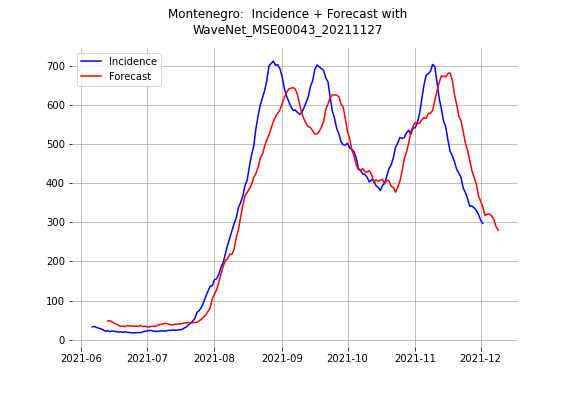 Montenegro:  Incidence + Forecast with
WaveNet_MSE00043_20211127
Incidence
Forecast
700
600
500
400
300
200
100
0
2021-06 2021-07 2021-08 2021-09 2021-10 2021-11 2021-12